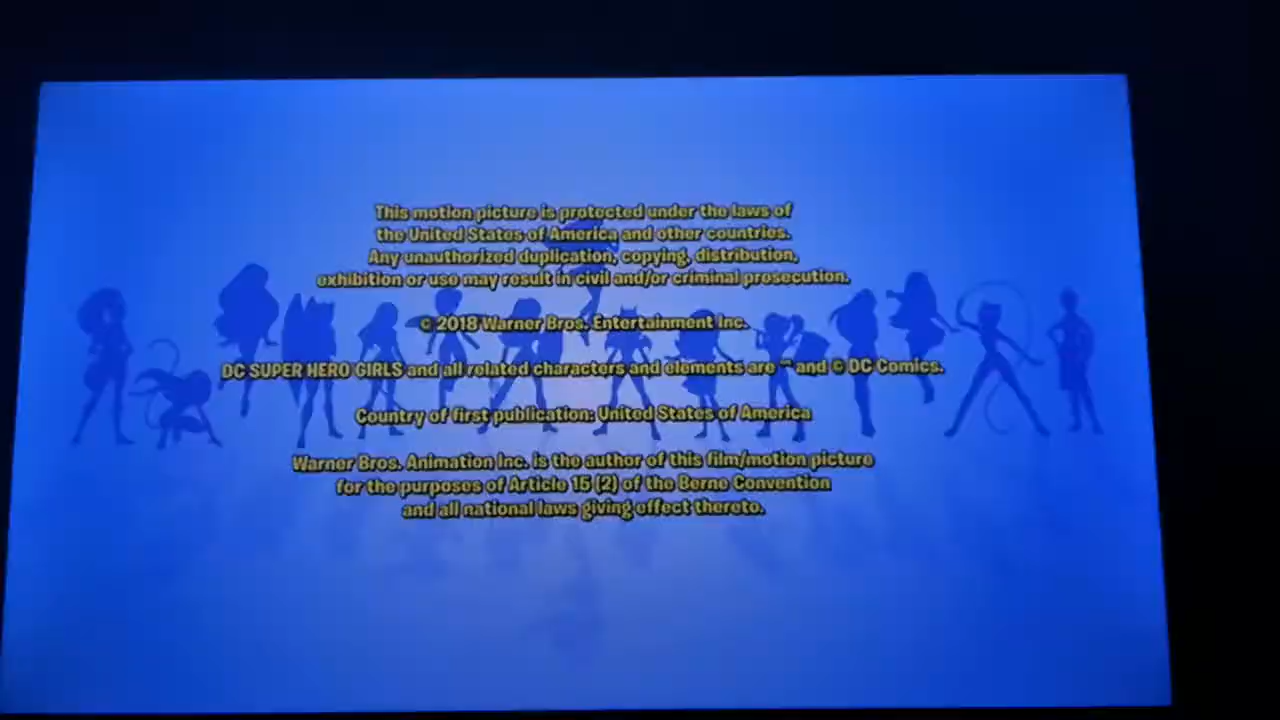 This motion picture is protected under the laws of
the United States of America and other countries.
Any unauthorized duplication, copying, distribution,
exhibition or use may result in civil and/or criminal prosecution.
© 2018 Warner Bros. Entertainment Inc.
DC SUPER HERO GIRLS and all related characters and elements are ™ and © DC Comics.
Country of first publication: United States of America
Warner Bros. Animation Inc. is the author of this film/motion picture
for the purposes of Article 15 (2) of the Berne Convention
and all national laws giving effect thereto.